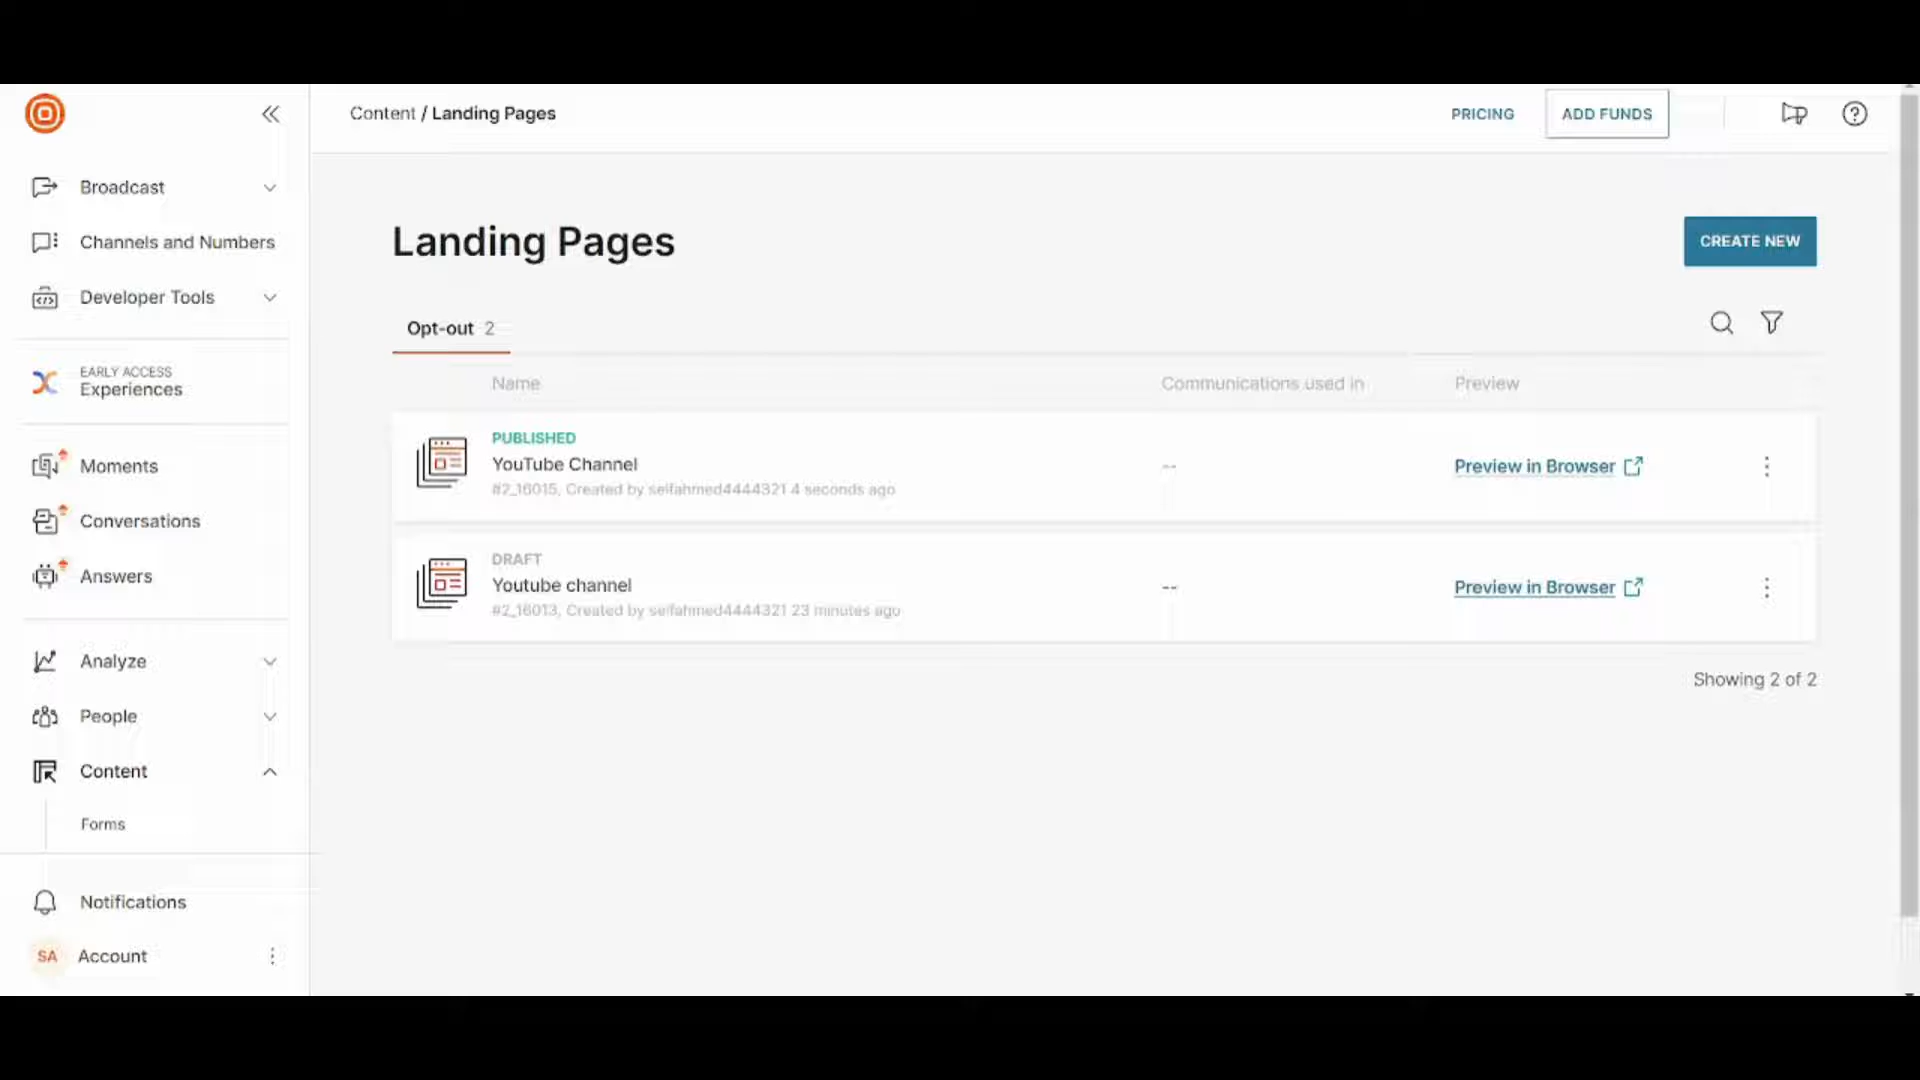 Content / Landing Pages
PRICING
ADD FUNDS
Broadcast
Channels and Numbers
Developer Tools
EARLY ACCESS
Experiences
Moments
Conversations
Answers
Analyze
People
Content
Forms
Notifications
SA Account
Landing Pages
CREATE NEW
Opt-out 2
Name Communications used in Preview
PUBLISHED
YouTube Channel
#2_16015, Created by seifahmed4444321 4 seconds ago
--
Preview in Browser
DRAFT
Youtube channel
#2_16013, Created by seifahmed4444321 23 minutes ago
--
Preview in Browser
Showing 2 of 2